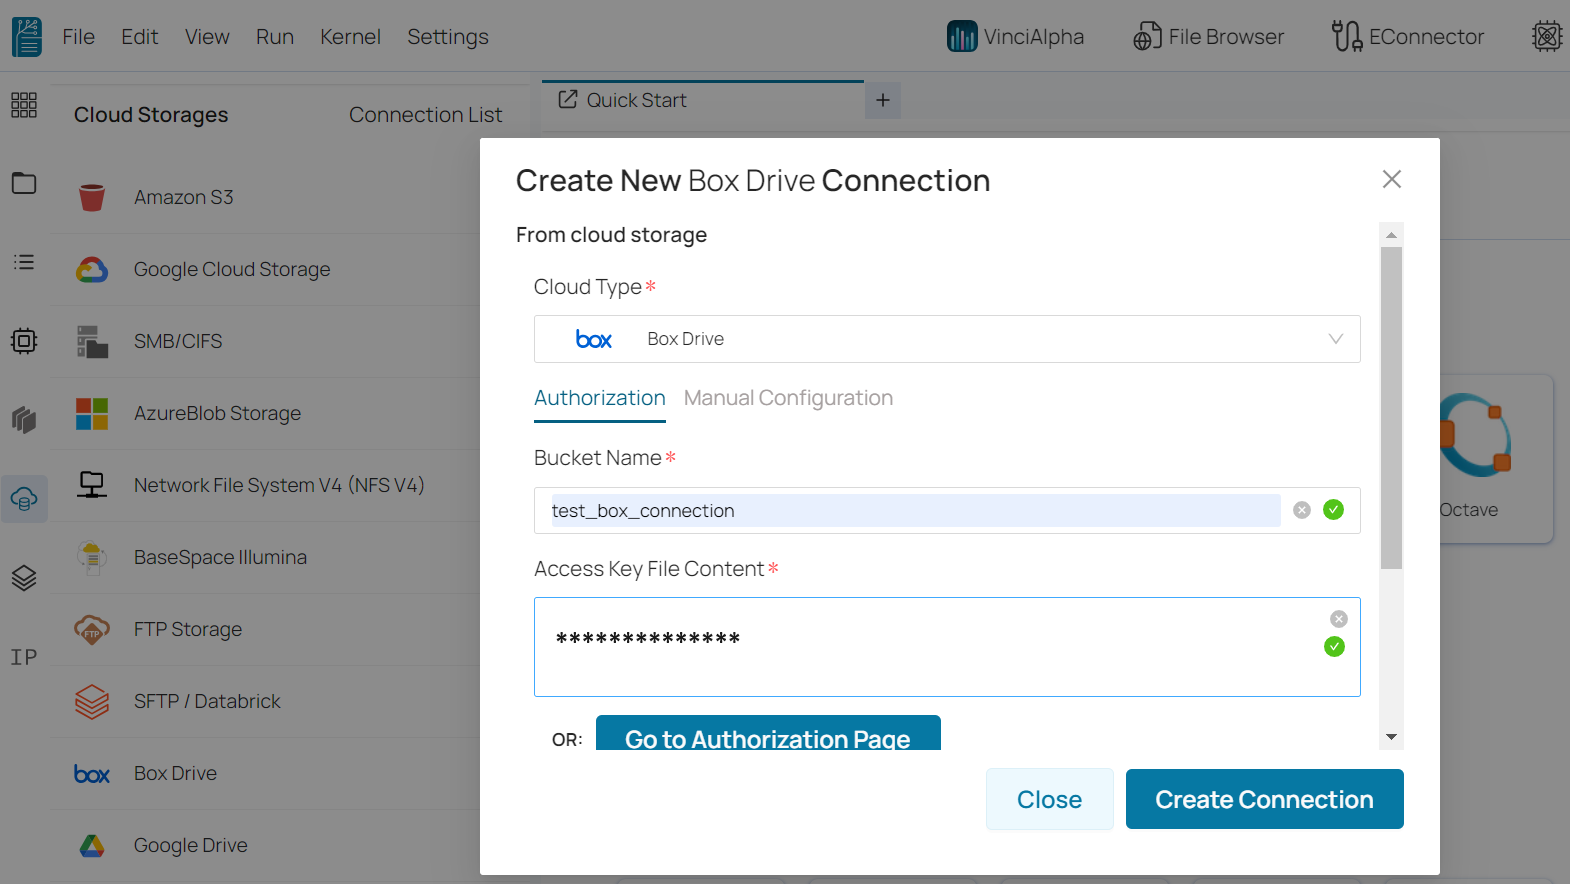 File Edit View Run Kernel Settings VinciAlpha File Browser EConnector
Cloud Storages Connection List
Quick Start +
Create New Box Drive Connection
From cloud storage
Cloud Type*
box Box Drive
Authorization Manual Configuration
Bucket Name*
test_box_connection
Access Key File Content*
**************
OR: Go to Authorization Page
Close Create Connection
Amazon S3
Google Cloud Storage
SMB/CIFS
AzureBlob Storage
Network File System V4 (NFS V4)
BaseSpace Illumina
FTP FTP Storage
SFTP / Databrick
box Box Drive
Google Drive
IP
Octave